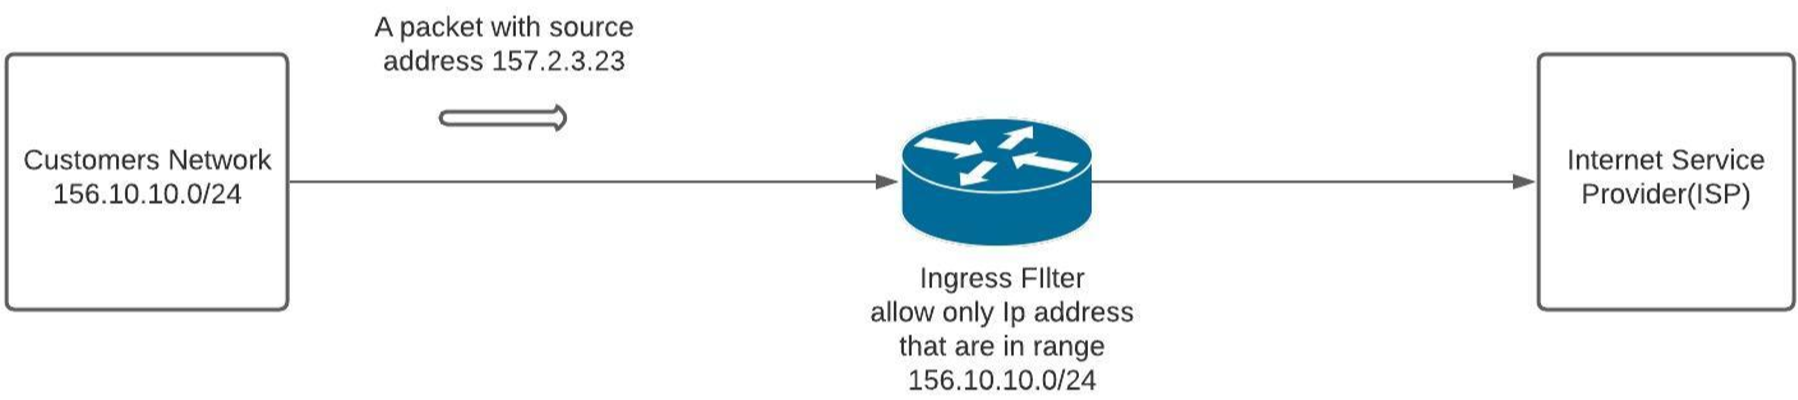 A packet with source
address 157.2.3.23
Customers Network
156.10.10.0/24
Internet Service
Provider(ISP)
Ingress FIlter
allow only Ip address
that are in range
156.10.10.0/24